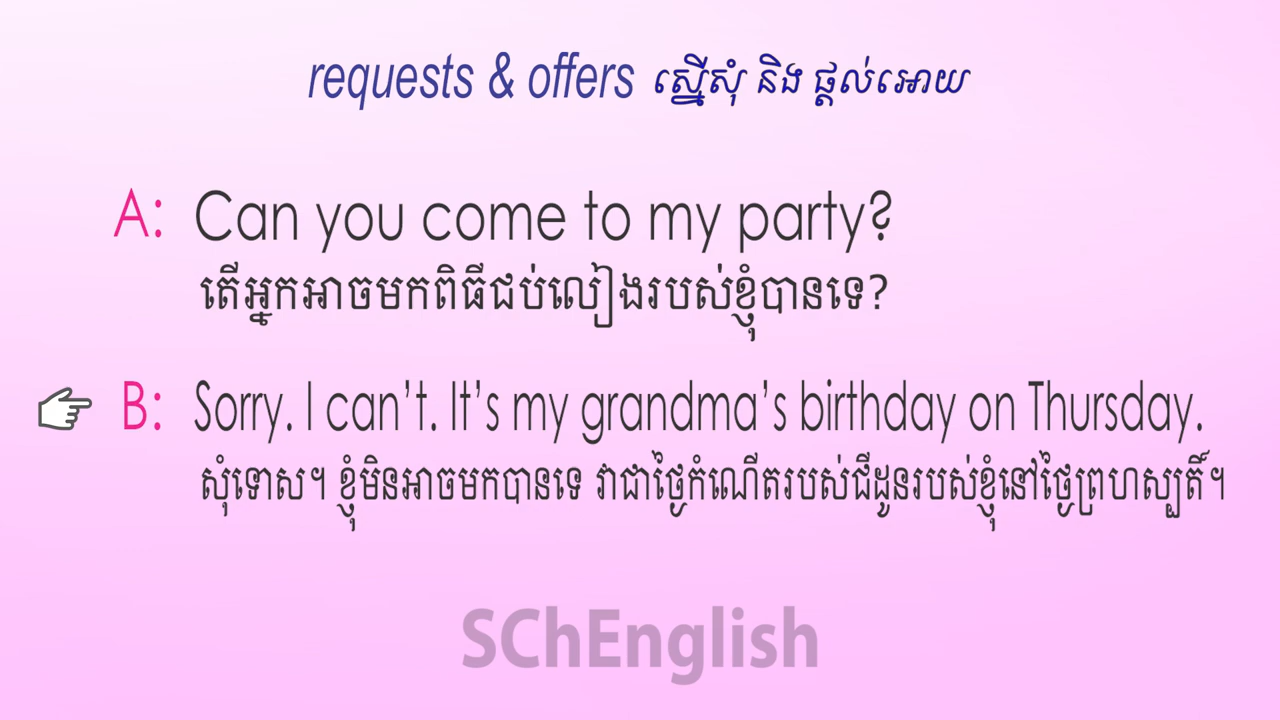 requests & offers ស្នើសុំ និង ផ្តល់អោយ
A: Can you come to my party?
តើអ្នកអាចមកពិធីជប់លៀងរបស់ខ្ញុំបានទេ?
B: Sorry. I can't. It's my grandma's birthday on Thursday.
សុំទោស។ ខ្ញុំមិនអាចមកបានទេ វាជាថ្ងៃកំណើតរបស់ជីដូនរបស់ខ្ញុំនៅថ្ងៃព្រហស្បតិ៍។
SChEnglish